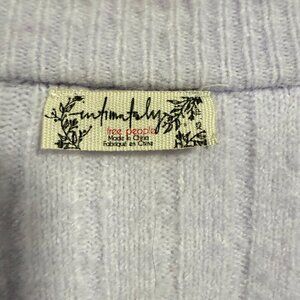 intimately
free people
Made in China
Fabriqué en Chine